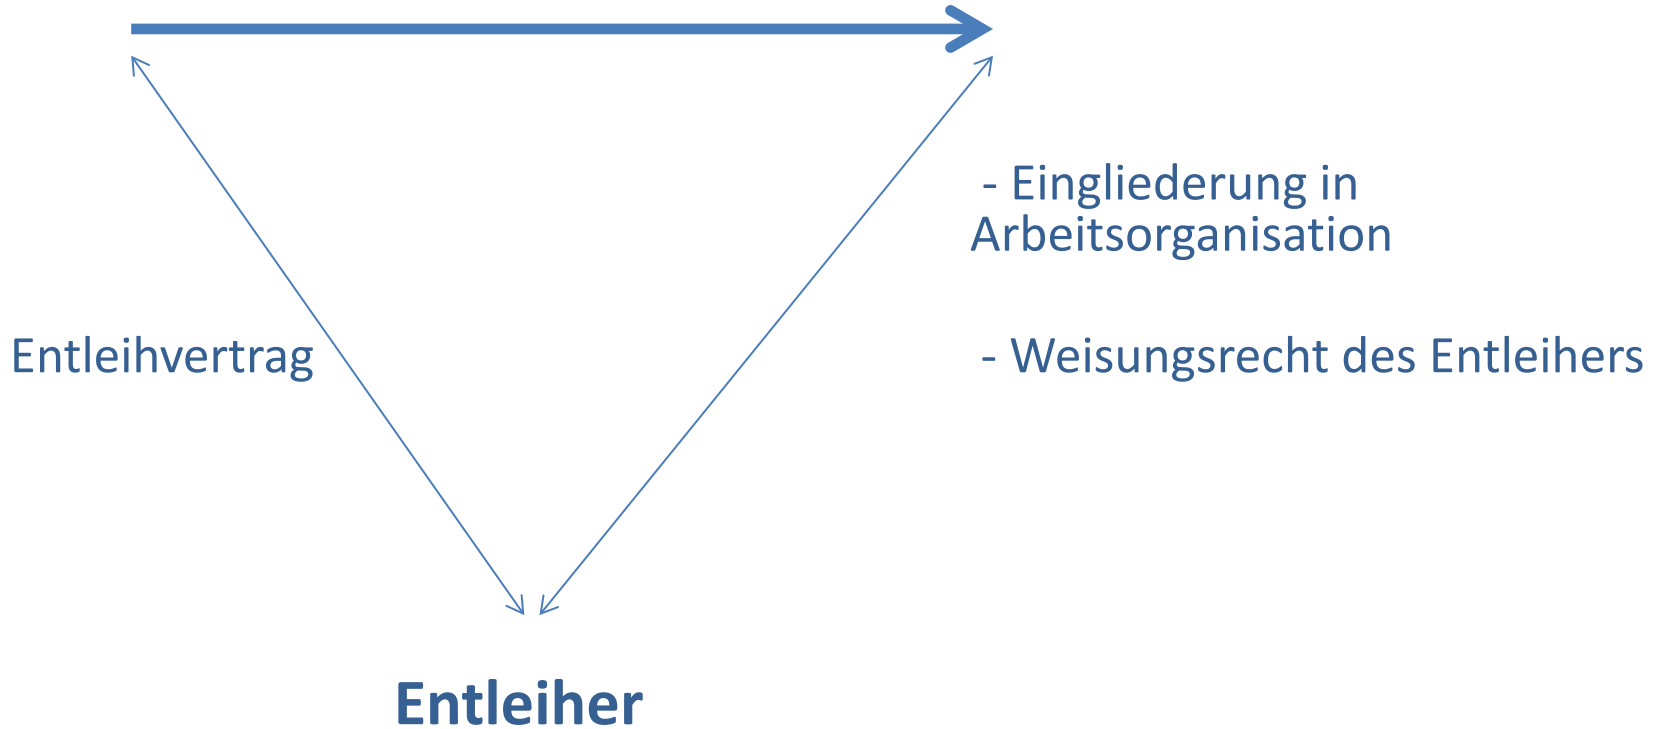 - Eingliederung in
Arbeitsorganisation
Entleihvertrag
- Weisungsrecht des Entleihers
Entleiher